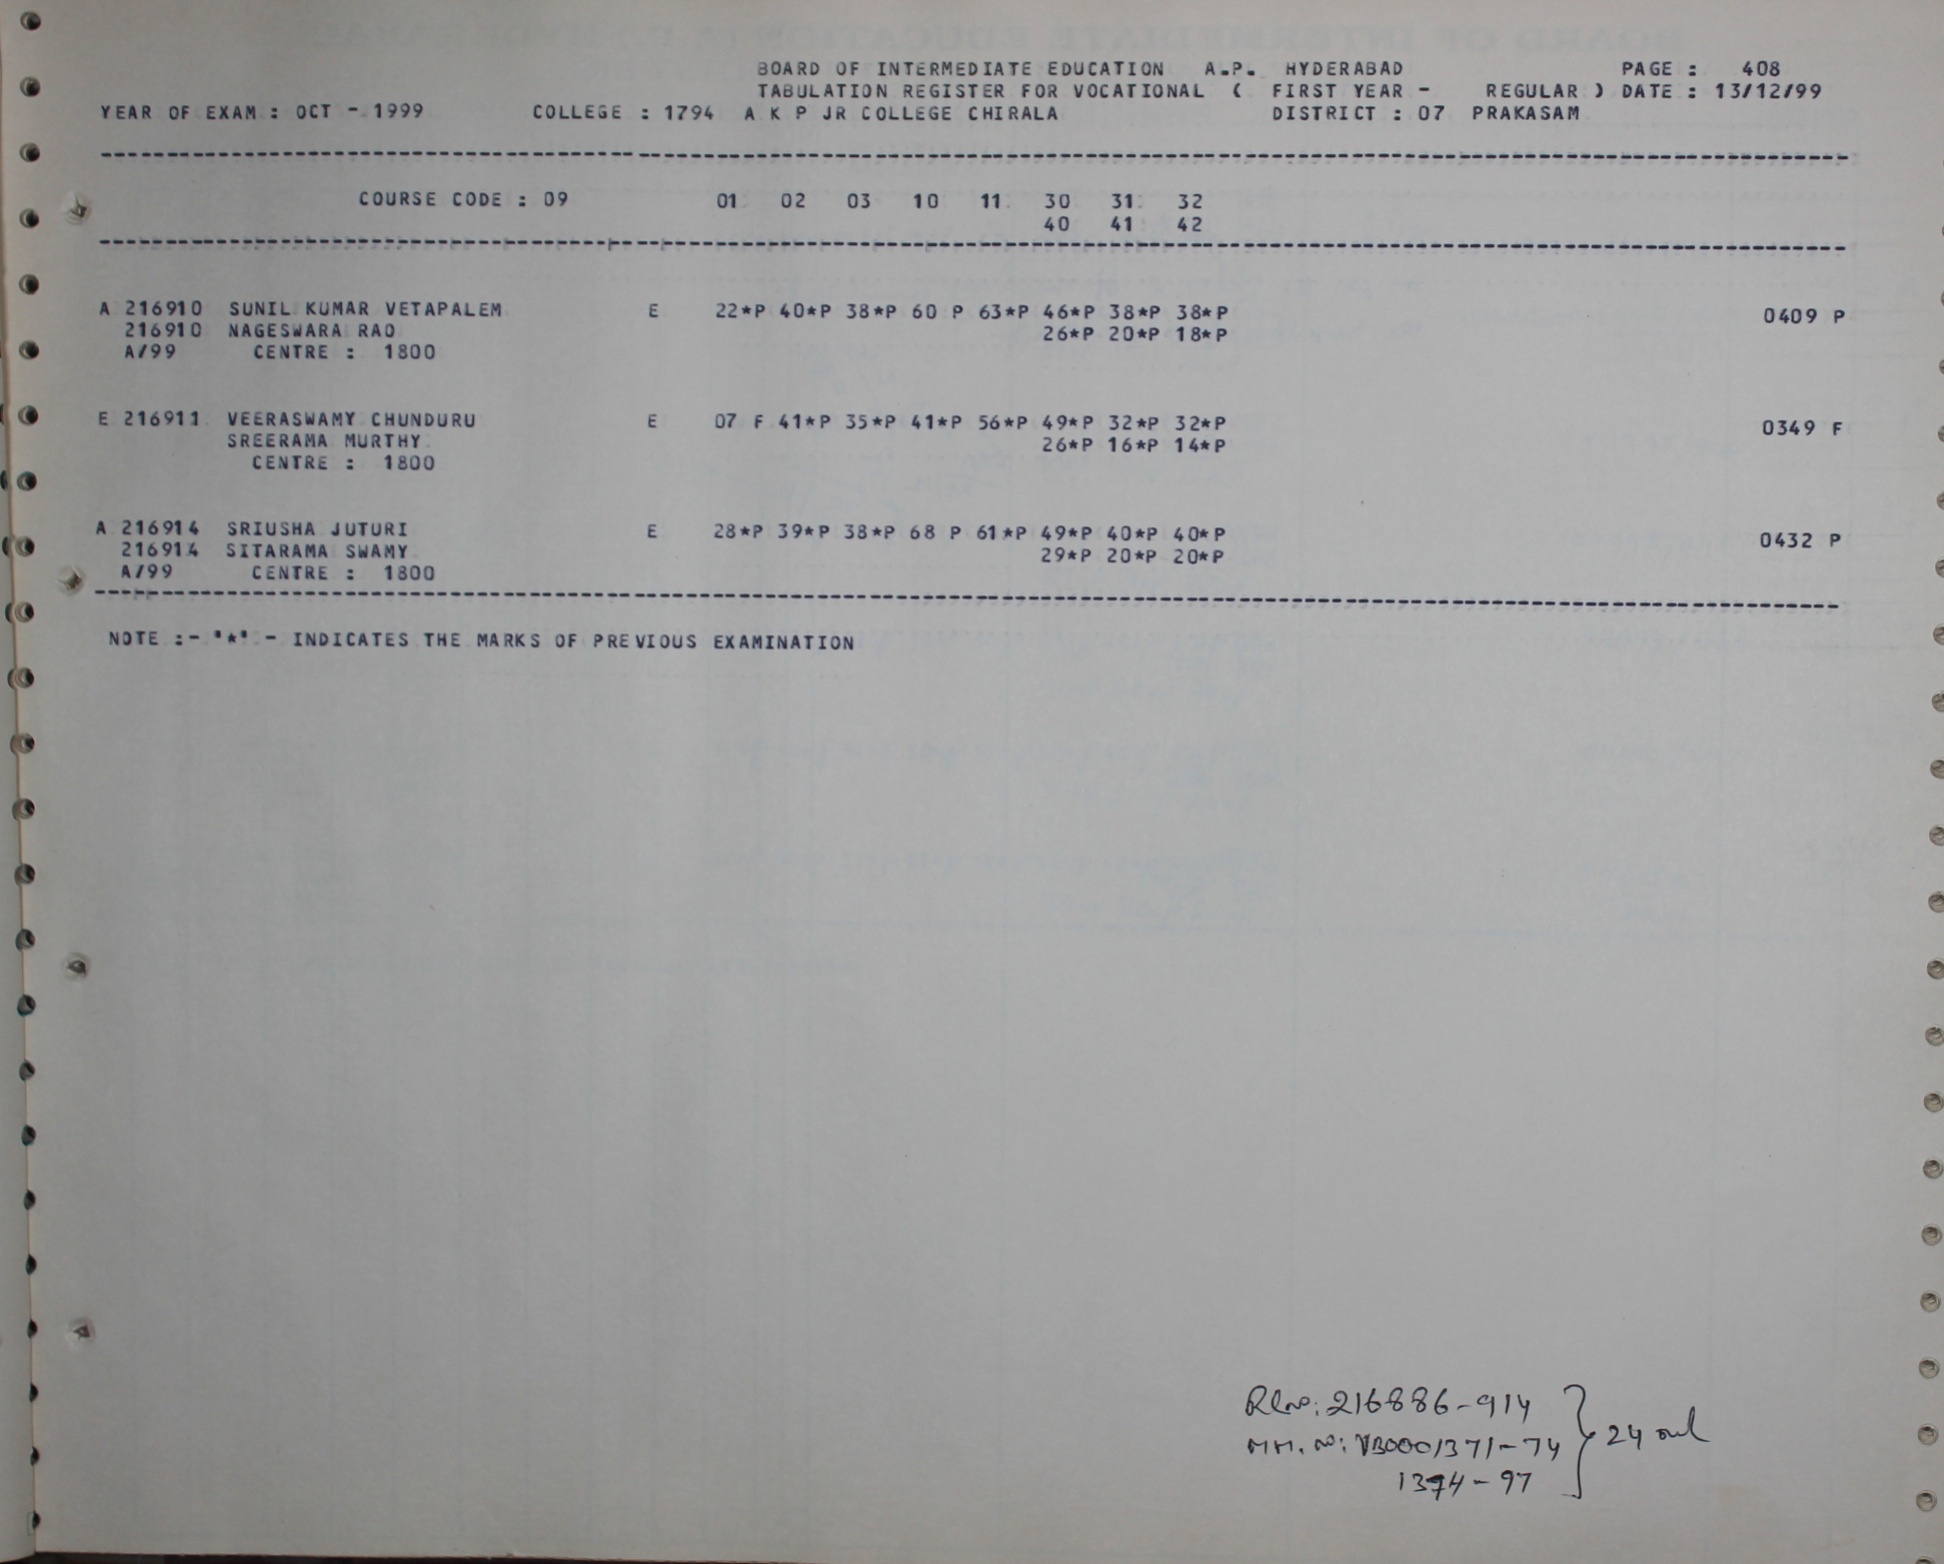 BOARD OF INTERMEDIATE EDUCATION A.P. HYDERABAD PAGE : 408
TABULATION REGISTER FOR VOCATIONAL ( FIRST YEAR - REGULAR ) DATE : 13/12/99
YEAR OF EXAM : OCT - 1999 COLLEGE : 1794 A K P JR COLLEGE CHIRALA DISTRICT : 07 PRAKASAM
COURSE CODE : 09 01 02 03 10 11 30 31 32
40 41 42
A 216910 SUNIL KUMAR VETAPALEM E 22*P 40*P 38*P 60 P 63*P 46*P 38*P 38*P 0409 P
216910 NAGESWARA RAO 26*P 20*P 18*P
A/99 CENTRE : 1800
E 216911 VEERASWAMY CHUNDURU E 07 F 41*P 35*P 41*P 56*P 49*P 32*P 32*P 0349 F
SREERAMA MURTHY 26*P 16*P 14*P
CENTRE : 1800
A 216914 SRIUSHA JUTURI E 28*P 39*P 38*P 68 P 61*P 49*P 40*P 40*P 0432 P
216914 SITARAMA SWAMY 29*P 20*P 20*P
A/99 CENTRE : 1800
NOTE :- "*" - INDICATES THE MARKS OF PREVIOUS EXAMINATION
216886-914
MM. No: VB0001371-74 } 24
1394-97